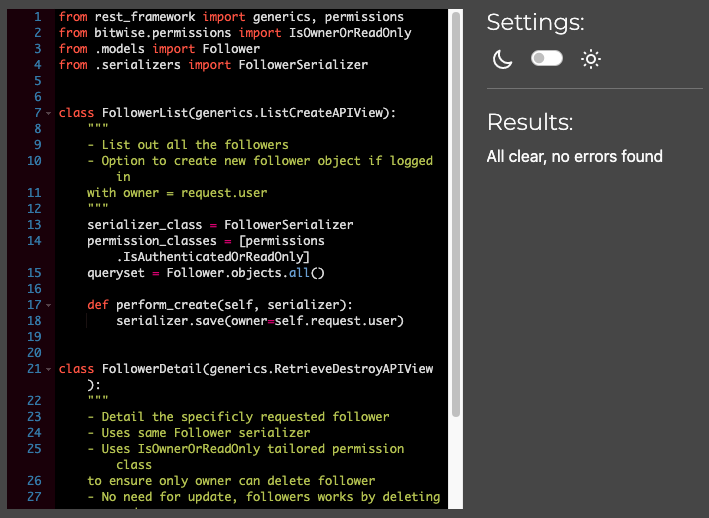 1 from rest_framework import generics, permissions
2 from bitwise.permissions import IsOwnerOrReadOnly
3 from .models import Follower
4 from .serializers import FollowerSerializer
5
6
7 class FollowerList(generics.ListCreateAPIView):
8 """
9 - List out all the followers
10 - Option to create new follower object if logged
in
11 with owner = request.user
12 """
13 serializer_class = FollowerSerializer
14 permission_classes = [permissions
.IsAuthenticatedOrReadOnly]
15 queryset = Follower.objects.all()
16
17 def perform_create(self, serializer):
18 serializer.save(owner=self.request.user)
19
20
21 class FollowerDetail(generics.RetrieveDestroyAPIView
):
22 """
23 - Detail the specificly requested follower
24 - Uses same Follower serializer
25 - Uses IsOwnerOrReadOnly tailored permission
class
26 to ensure only owner can delete follower
27 - No need for update, followers works by deleting
Settings:
Results:
All clear, no errors found